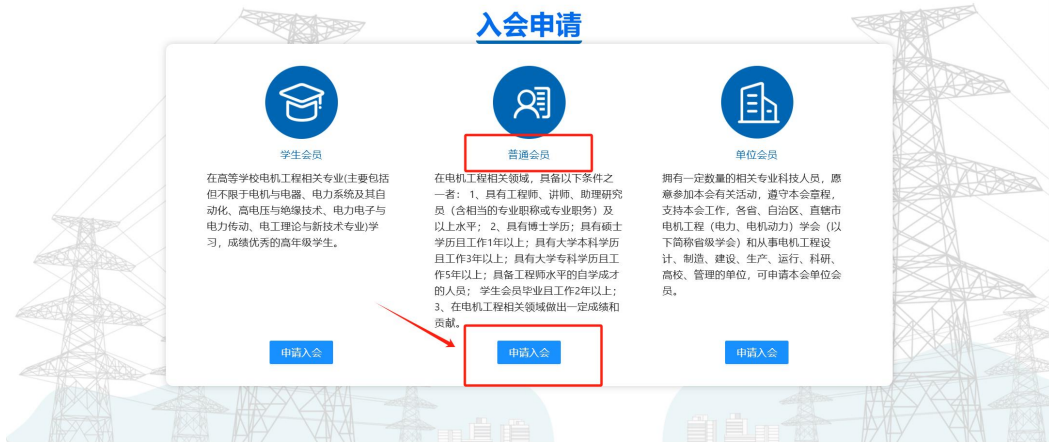 入会申请
学生会员
在高等学校电机工程相关专业(主要包括
但不限于电机与电器、电力系统及其自
动化、高电压与绝缘技术、电力电子与
电力传动、电工理论与新技术专业)学
习，成绩优秀的高年级学生。
申请入会
普通会员
在电机工程相关领域，具备以下条件之
一者： 1、具有工程师、讲师、助理研究
员（含相当的专业职称或专业职务）及
以上水平； 2、具有博士学历；具有硕士
学历且工作1年以上；具有大学本科学历
且工作3年以上；具有大学专科学历且工
作5年以上；具备工程师水平的自学成才
的人员； 学生会员毕业且工作2年以上；
3、在电机工程相关领域做出一定成绩和
贡献。
申请入会
单位会员
拥有一定数量的相关专业科技人员，愿
意参加本会有关活动，遵守本会章程，
支持本会工作，各省、自治区、直辖市
电机工程（电力、电机动力）学会（以
下简称省级学会）和从事电机工程设
计、制造、建设、生产、运行、科研、
高校、管理的单位，可申请本会单位会
员。
申请入会